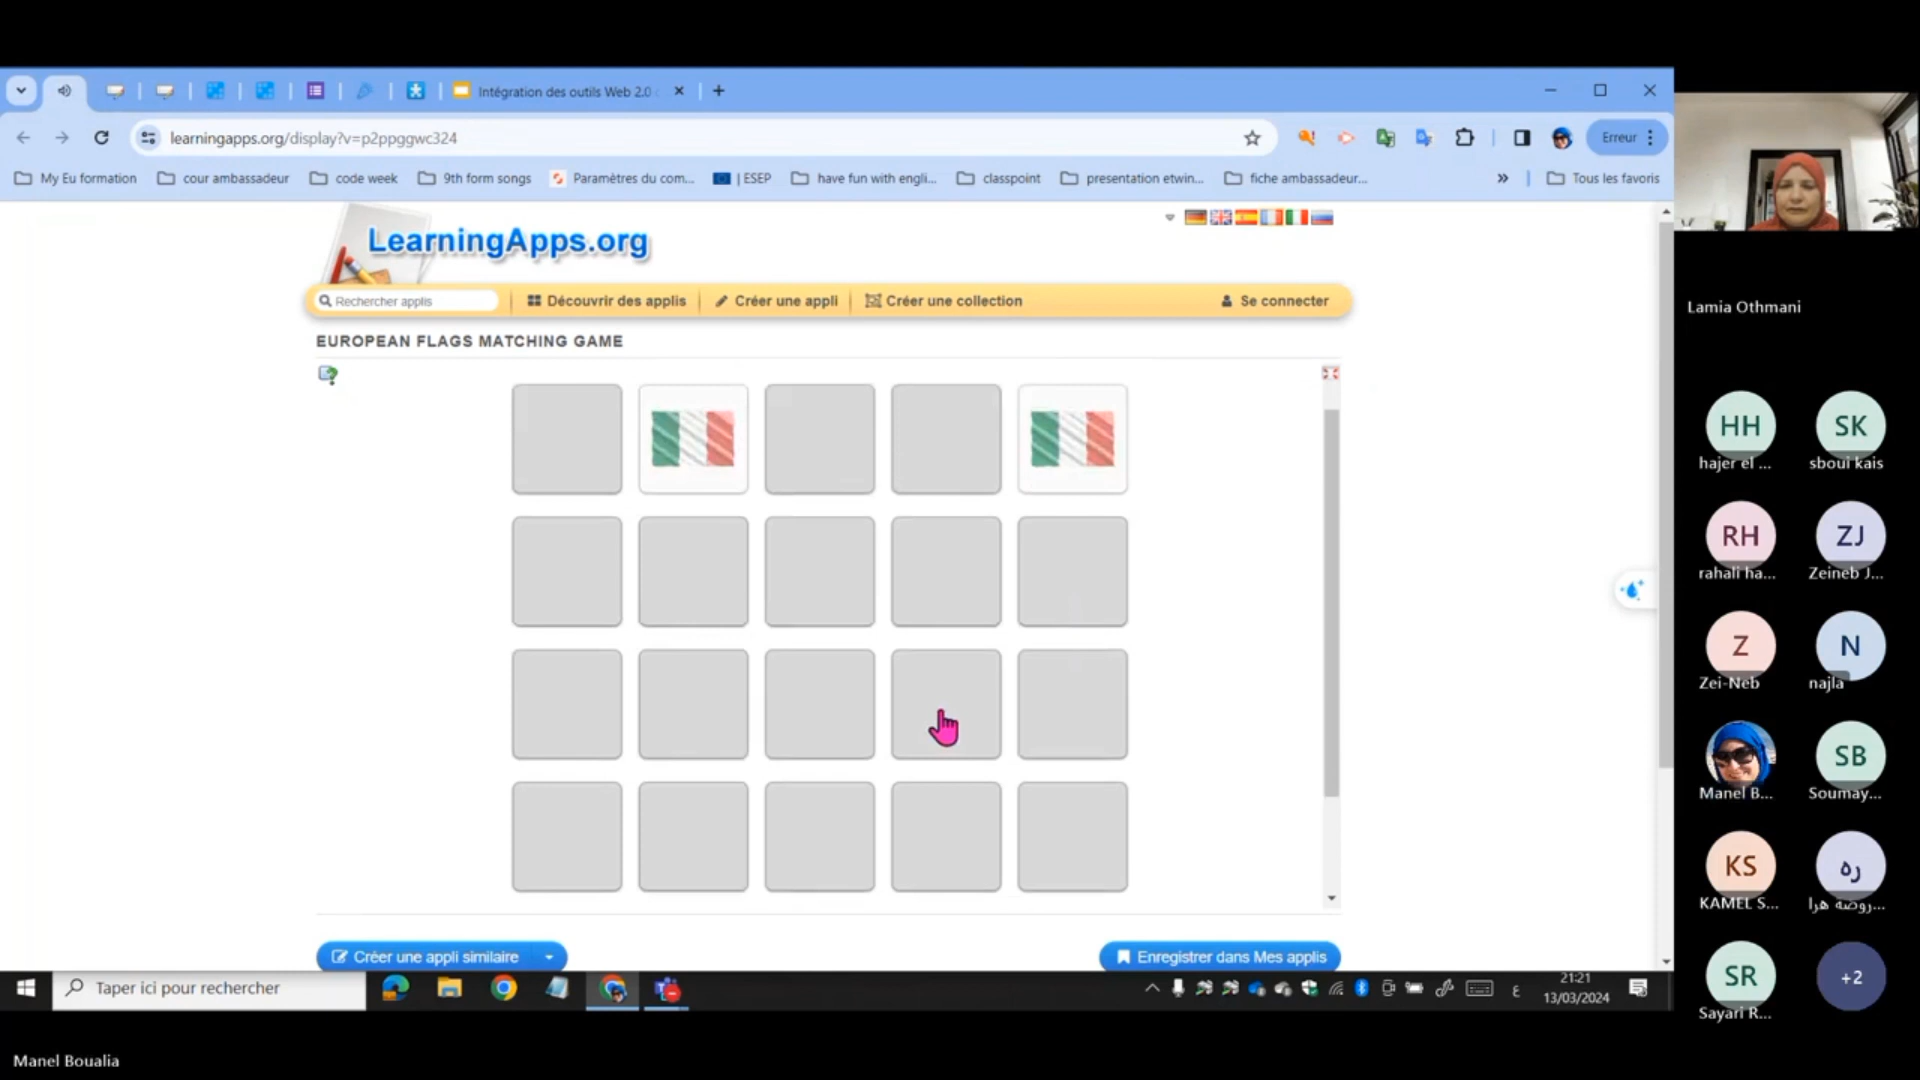 Intégration des outils Web 2.0
learningapps.org/display?v=p2ppggwc324
Erreur
My Eu formation
cour ambassadeur
code week
9th form songs
Paramètres du com...
| ESEP
have fun with engli...
classpoint
presentation etwin...
fiche ambassadeur...
»
Tous les favoris
LearningApps.org
Rechercher applis
Découvrir des applis
Créer une appli
Créer une collection
Se connecter
EUROPEAN FLAGS MATCHING GAME
Créer une appli similaire
Enregistrer dans Mes applis
Taper ici pour rechercher
ع
21:21
13/03/2024
Manel Boualia
Lamia Othmani
HH
hajer el ...
SK
sboui kais
RH
rahali ha...
ZJ
Zeineb J...
Z
Zei-Neb
N
najla
Manel B...
SB
Soumay...
KS
KAMEL S...
ره
روضة هرا...
SR
Sayari R...
+2